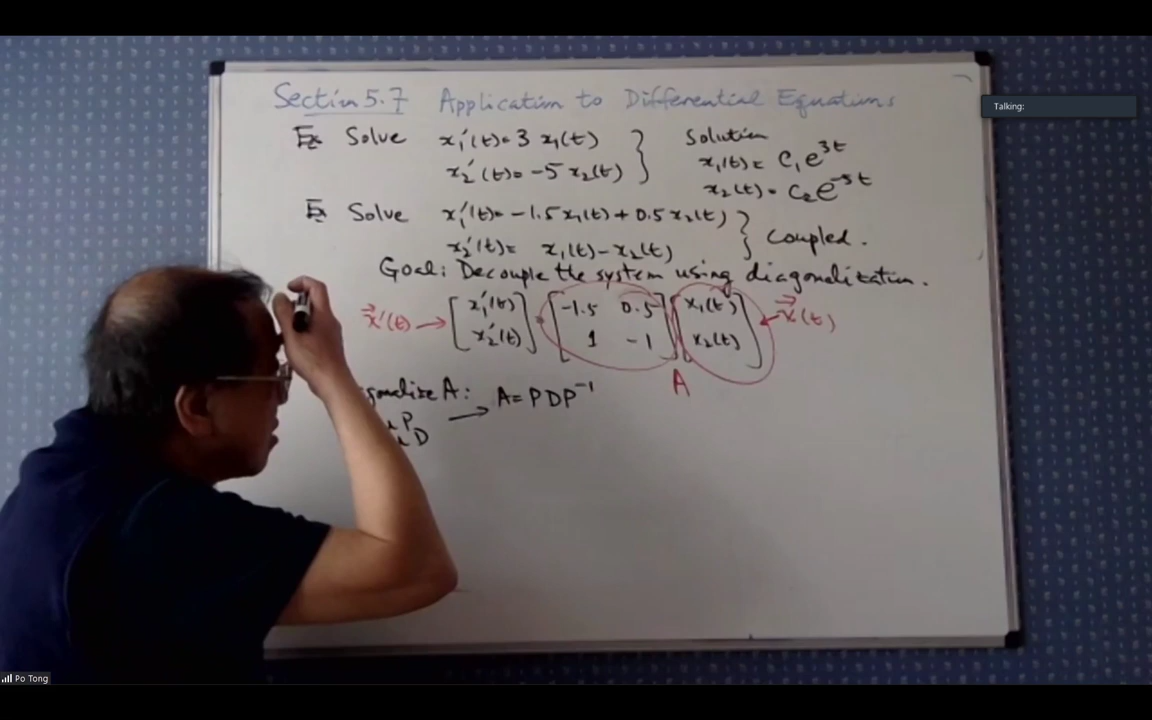 Section 5.7 Application to Differential Equations
Talking:
Ex Solve x₁'(t) = 3 x₁(t)
x₂'(t) = -5 x₂(t)
Solution
x₁(t) = c₁e^{3t}
x₂(t) = c₂e^{-5t}
Ex Solve x₁'(t) = -1.5 x₁(t) + 0.5 x₂(t)
x₂'(t) = x₁(t) - x₂(t)
Coupled.
Goal: Decouple the system using diagonalization.
x⃗'(t) → [x₁'(t) x₂'(t)] = [-1.5 0.5 1 -1] [x₁(t) x₂(t)] ← x⃗(t)
A
A:  → A = PDP⁻¹
P
D
Po Tong